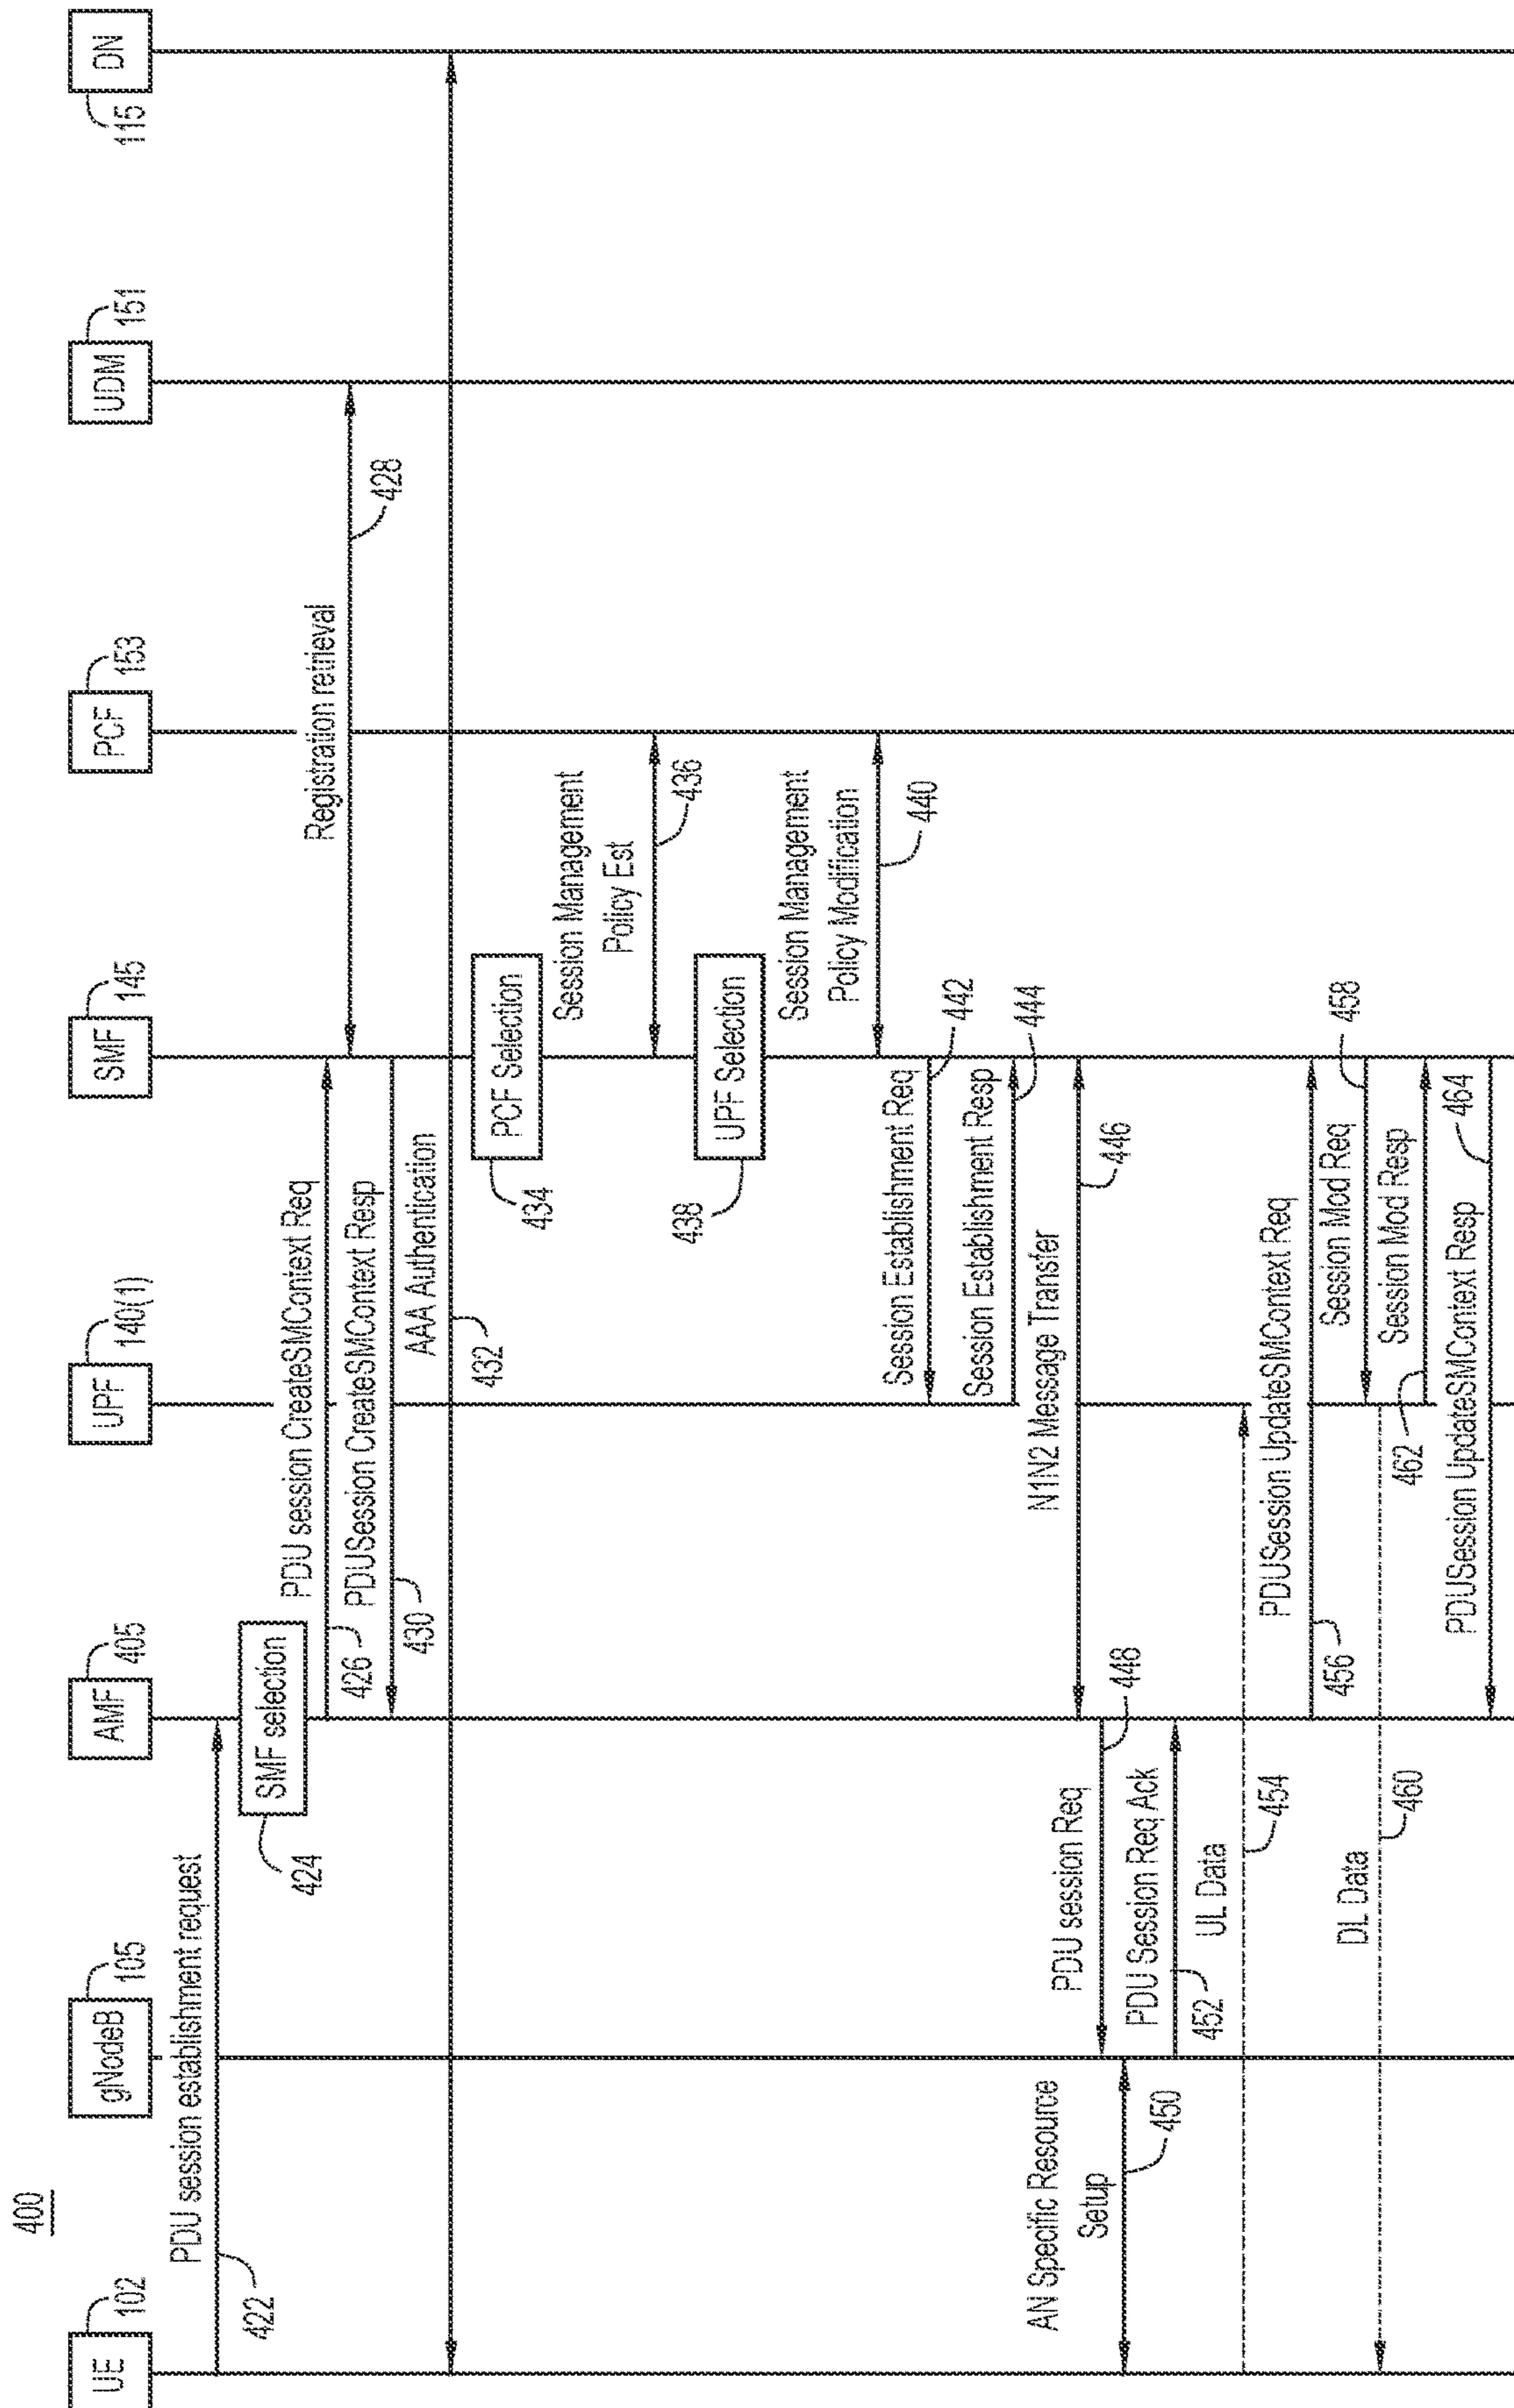 400
UE
102
gNodeB
105
AMF
405
UPF
140(1)
SMF
145
PCF
153
UDM
151
DN
115
PDU session establishment request
422
SMF selection
424
PDU session CreateSMContext Req
426
Registration retrieval
428
PDUSession CreateSMContext Resp
430
AAA Authentication
432
PCF Selection
434
Session Management
Policy Est
436
UPF Selection
438
Session Management
Policy Modification
440
Session Establishment Req
442
Session Establishment Resp
444
N1N2 Message Transfer
446
PDU session Req
448
AN Specific Resource
Setup
450
PDU Session Req Ack
452
UL Data
454
PDUSession UpdateSMContext Req
456
Session Mod Req
458
DL Data
460
Session Mod Resp
462
PDUSession UpdateSMContext Resp
464